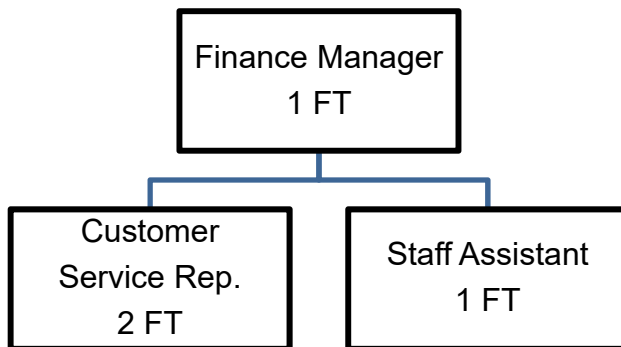 Finance Manager
1 FT
Customer
Service Rep.
2 FT
Staff Assistant
1 FT